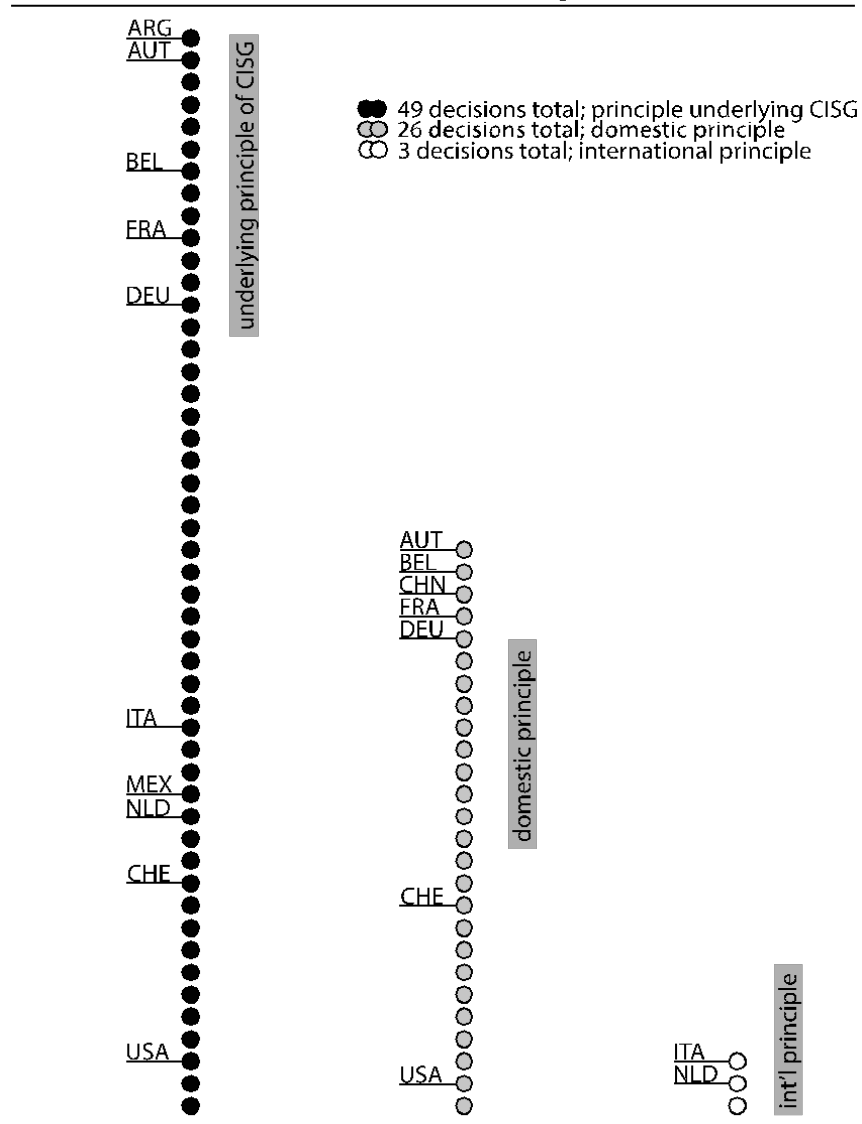 ARG
AUT
BEL
FRA
DEU
ITA
MEX
NLD
CHE
USA
underlying principle of CISG
49 decisions total; principle underlying CISG
26 decisions total; domestic principle
3 decisions total; international principle
AUT
BEL
CHN
FRA
DEU
CHE
USA
domestic principle
ITA
NLD
int'l principle